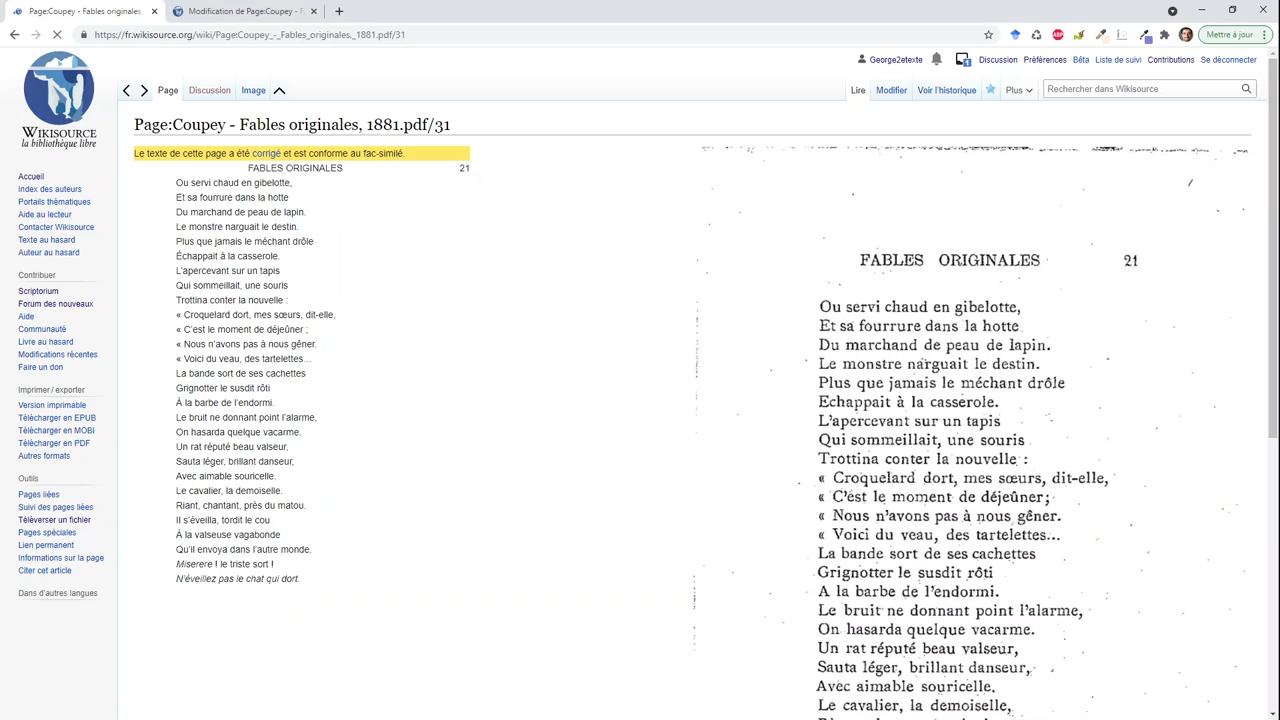 Page:Coupey - Fables originales,
Modification de Page:Coupey - F
https://fr.wikisource.org/wiki/Page:Coupey_-_Fables_originales,_1881.pdf/31
Mettre à jour
George2etexte
1
Discussion
Préférences
Bêta
Liste de suivi
Contributions
Se déconnecter
Page
Discussion
Image
Lire
Modifier
Voir l'historique
Plus
Rechercher dans Wikisource
WIKISOURCE
la bibliothèque libre
Accueil
Index des auteurs
Portails thématiques
Aide au lecteur
Contacter Wikisource
Texte au hasard
Auteur au hasard
Contribuer
Scriptorium
Forum des nouveaux
Aide
Communauté
Livre au hasard
Modifications récentes
Faire un don
Imprimer / exporter
Version imprimable
Télécharger en EPUB
Télécharger en MOBI
Télécharger en PDF
Autres formats
Outils
Pages liées
Suivi des pages liées
Téléverser un fichier
Pages spéciales
Lien permanent
Informations sur la page
Citer cet article
Dans d'autres langues
Page:Coupey - Fables originales, 1881.pdf/31
Le texte de cette page a été corrigé et est conforme au fac-similé.
FABLES ORIGINALES 21
Ou servi chaud en gibelotte,
Et sa fourrure dans la hotte
Du marchand de peau de lapin.
Le monstre narguait le destin.
Plus que jamais le méchant drôle
Échappait à la casserole.
L'apercevant sur un tapis
Qui sommeillait, une souris
Trottina conter la nouvelle :
« Croquelard dort, mes sœurs, dit-elle,
« C'est le moment de déjeûner ;
« Nous n'avons pas à nous gêner.
« Voici du veau, des tartelettes…
La bande sort de ses cachettes
Grignotter le susdit rôti
À la barbe de l'endormi.
Le bruit ne donnant point l'alarme,
On hasarda quelque vacarme.
Un rat réputé beau valseur,
Sauta léger, brillant danseur,
Avec aimable souricelle.
Le cavalier, la demoiselle.
Riant, chantant, près du matou.
Il s'éveilla, tordit le cou
À la valseuse vagabonde
Qu'il envoya dans l'autre monde.
Miserere ! le triste sort !
N'éveillez pas le chat qui dort.
FABLES ORIGINALES 21
Ou servi chaud en gibelotte,
Et sa fourrure dans la hotte
Du marchand de peau de lapin.
Le monstre narguait le destin.
Plus que jamais le méchant drôle
Echappait à la casserole.
L'apercevant sur un tapis
Qui sommeillait, une souris
Trottina conter la nouvelle :
« Croquelard dort, mes sœurs, dit-elle,
« C'est le moment de déjeûner;
« Nous n'avons pas à nous gêner.
« Voici du veau, des tartelettes...
La bande sort de ses cachettes
Grignotter le susdit rôti
A la barbe de l'endormi.
Le bruit ne donnant point l'alarme,
On hasarda quelque vacarme.
Un rat réputé beau valseur,
Sauta léger, brillant danseur,
Avec aimable souricelle.
Le cavalier, la demoiselle,